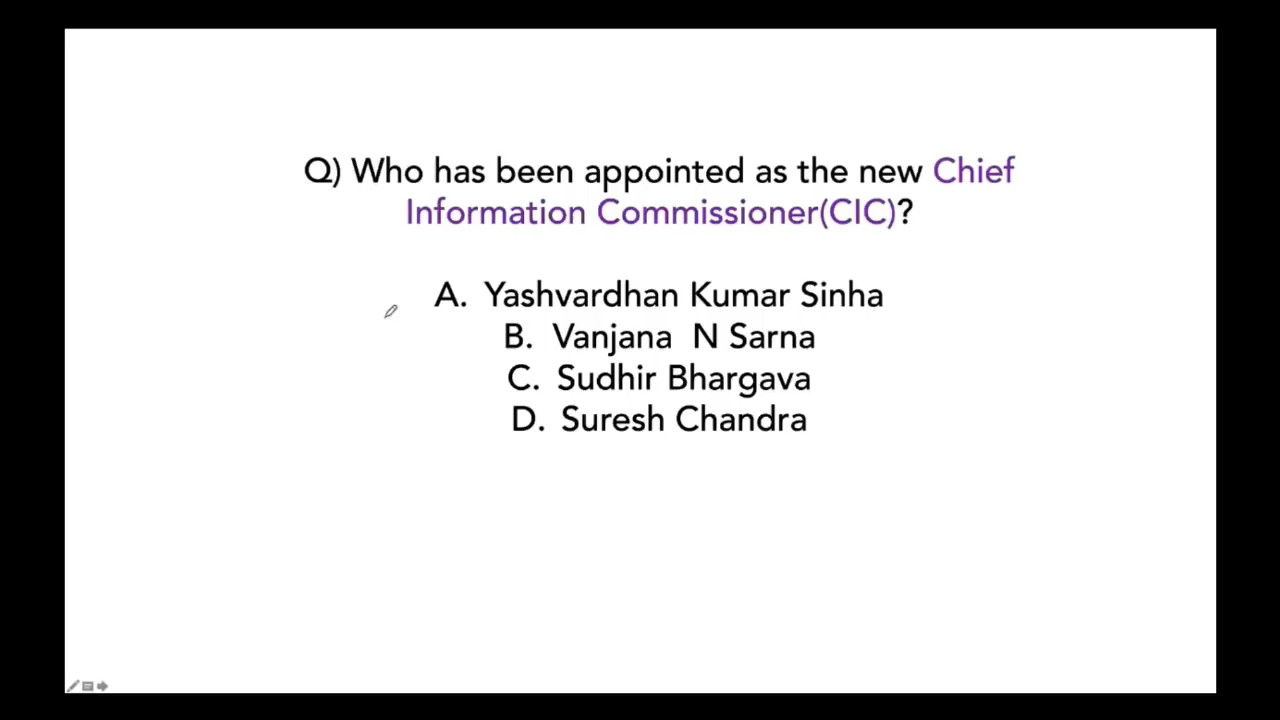 Q) Who has been appointed as the new Chief
Information Commissioner(CIC)?
A. Yashvardhan Kumar Sinha
B. Vanjana N Sarna
C. Sudhir Bhargava
D. Suresh Chandra